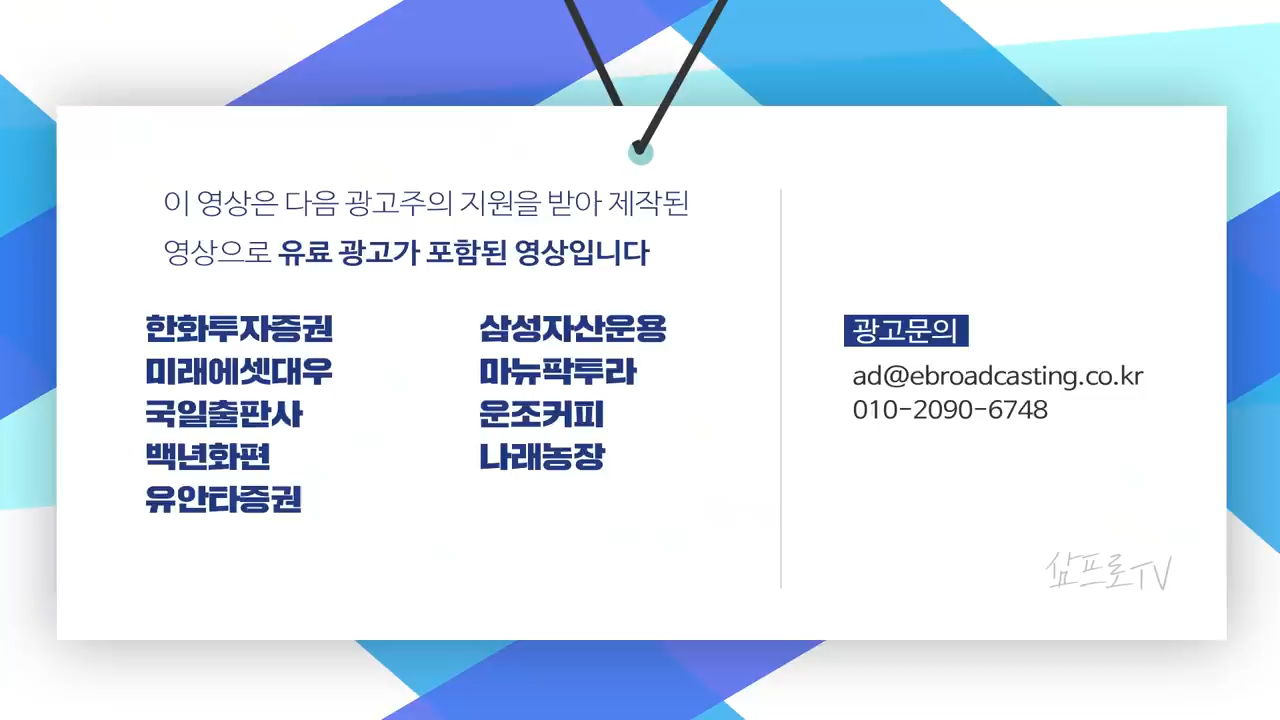 이 영상은 다음 광고주의 지원을 받아 제작된
영상으로 유료 광고가 포함된 영상입니다
한화투자증권
미래에셋대우
국일출판사
백년화편
유안타증권
삼성자산운용
마뉴팍투라
운조커피
나래농장
광고문의
ad@ebroadcasting.co.kr
010-2090-6748
삼프로TV